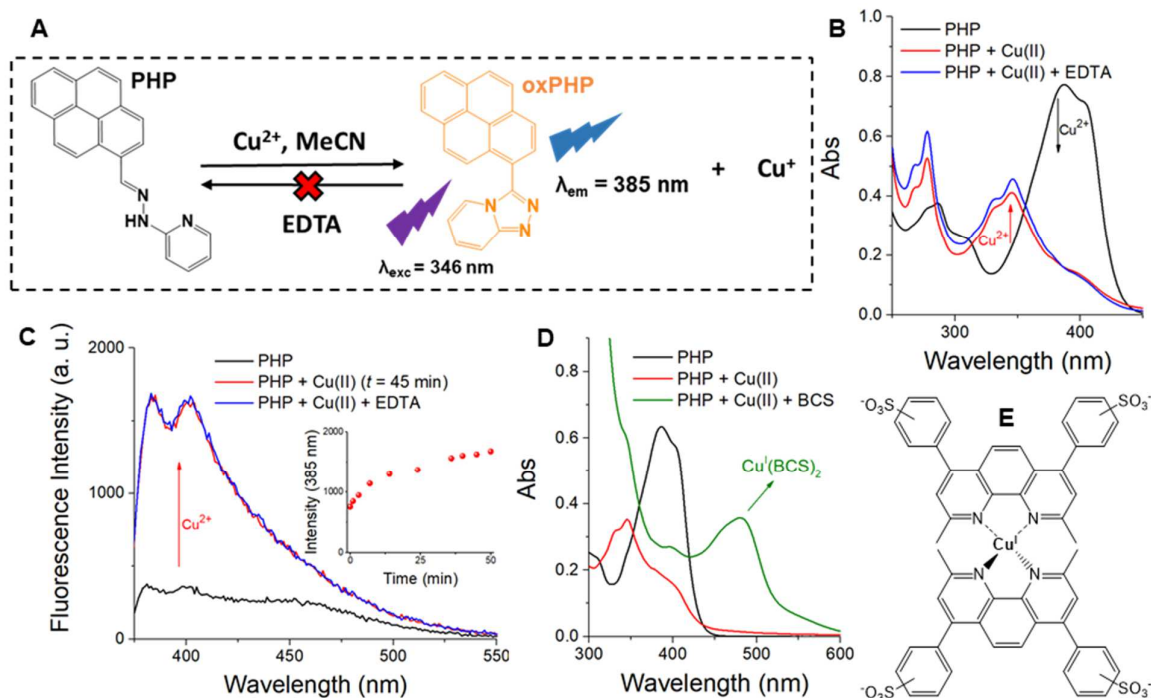 A
PHP
N
HN
N
Cu²⁺, MeCN
EDTA
oxPHP
N
N
N
λexc = 346 nm
λem = 385 nm
+ Cu⁺
B
PHP
PHP + Cu(II)
PHP + Cu(II) + EDTA
1.0
0.8
0.6
0.4
0.2
0.0
Abs
Cu²⁺
Cu²⁺
300
400
Wavelength (nm)
C
PHP
PHP + Cu(II) (t = 45 min)
PHP + Cu(II) + EDTA
2000
1000
0
Fluorescence Intensity (a. u.)
Cu²⁺
Intensity (385 nm)
2000
1500
1000
500
0
0
25
50
Time (min)
400
450
500
550
Wavelength (nm)
D
PHP
PHP + Cu(II)
PHP + Cu(II) + BCS
Cuᴵ(BCS)₂
0.8
0.6
0.4
0.2
0.0
Abs
300
400
500
600
Wavelength (nm)
E
⁻O₃S
SO₃⁻
N
N
Cuᴵ
N
N
⁻O₃S
SO₃⁻